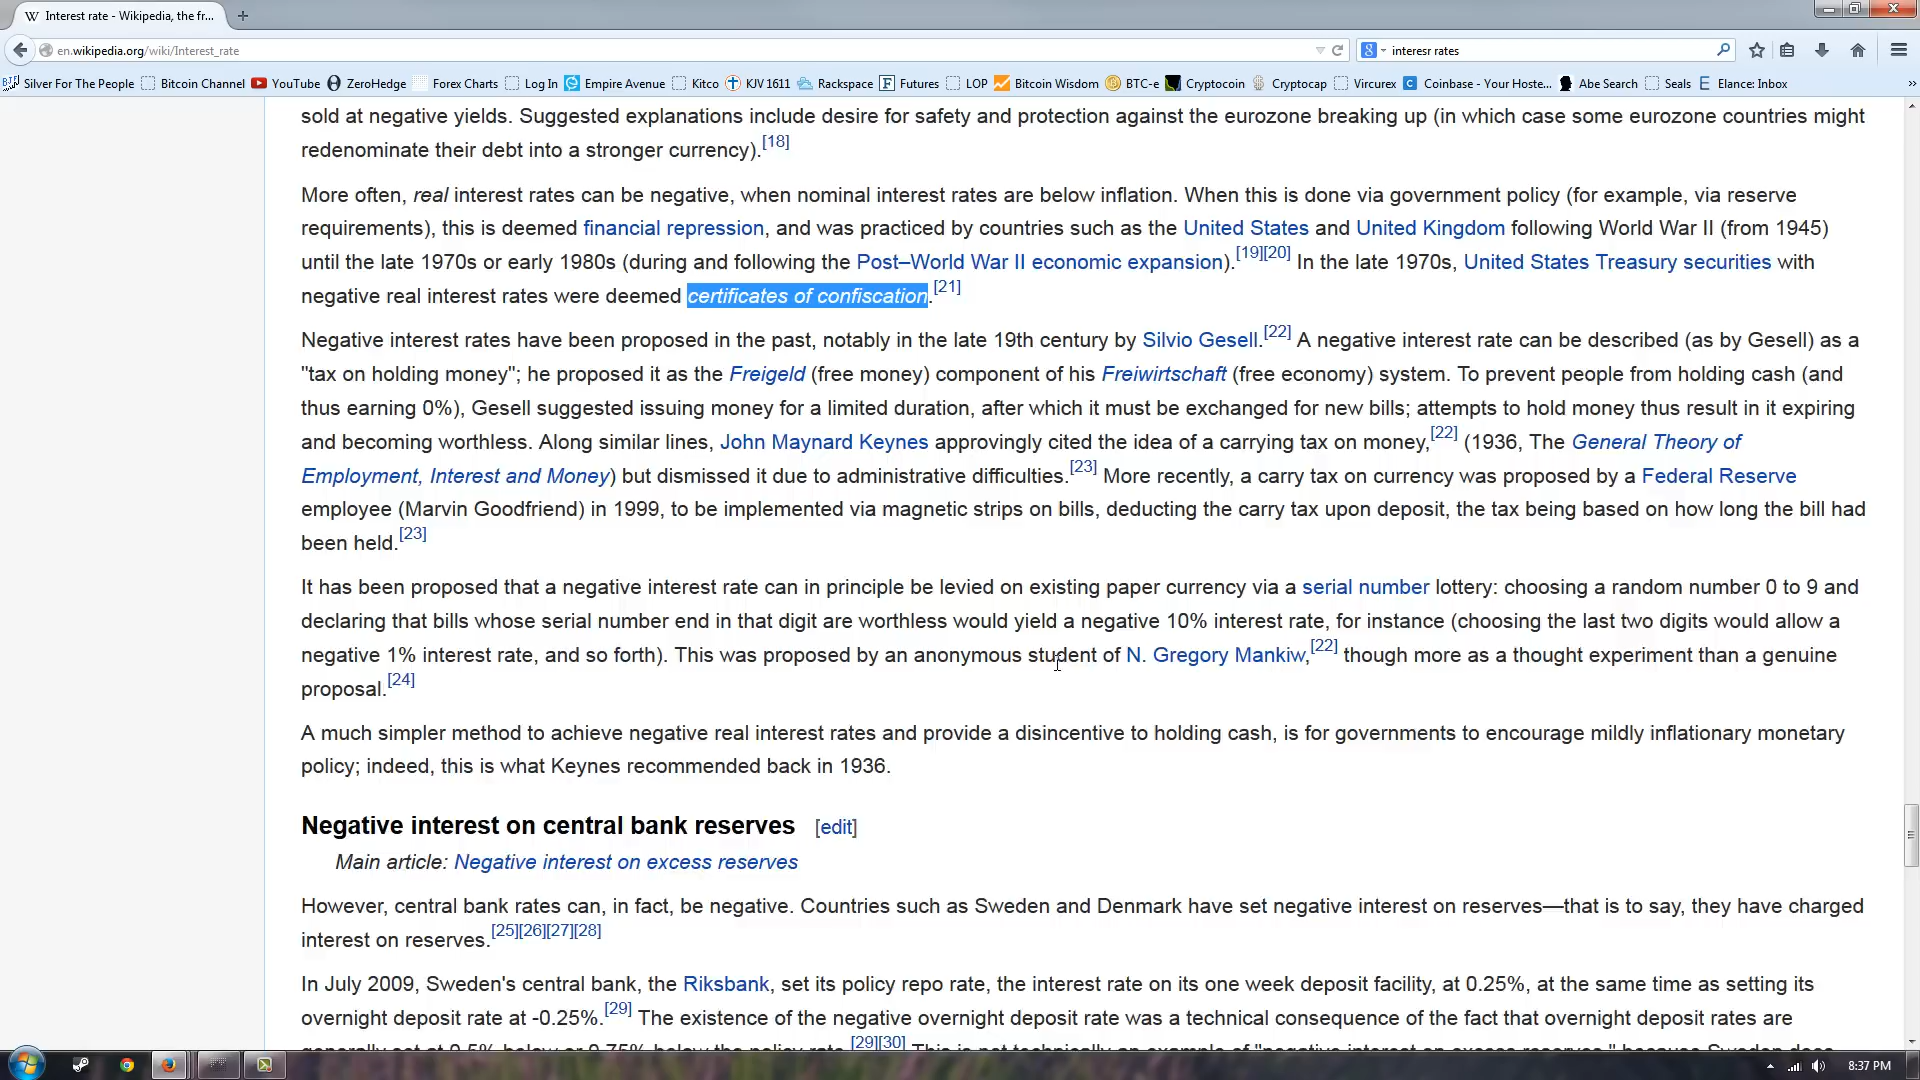 Interest rate - Wikipedia, the fr...
en.wikipedia.org/wiki/Interest_rate
interesr rates
Silver For The People Bitcoin Channel YouTube ZeroHedge Forex Charts Log In Empire Avenue Kitco KJV 1611 Rackspace Futures LOP Bitcoin Wisdom BTC-e Cryptocoin Cryptocap Vircurex Coinbase - Your Hoste... Abe Search Seals Elance: Inbox
sold at negative yields. Suggested explanations include desire for safety and protection against the eurozone breaking up (in which case some eurozone countries might
redenominate their debt into a stronger currency).[18]
More often, real interest rates can be negative, when nominal interest rates are below inflation. When this is done via government policy (for example, via reserve
requirements), this is deemed financial repression, and was practiced by countries such as the United States and United Kingdom following World War II (from 1945)
until the late 1970s or early 1980s (during and following the Post–World War II economic expansion).[19][20] In the late 1970s, United States Treasury securities with
negative real interest rates were deemed certificates of confiscation.[21]
Negative interest rates have been proposed in the past, notably in the late 19th century by Silvio Gesell.[22] A negative interest rate can be described (as by Gesell) as a
"tax on holding money"; he proposed it as the Freigeld (free money) component of his Freiwirtschaft (free economy) system. To prevent people from holding cash (and
thus earning 0%), Gesell suggested issuing money for a limited duration, after which it must be exchanged for new bills; attempts to hold money thus result in it expiring
and becoming worthless. Along similar lines, John Maynard Keynes approvingly cited the idea of a carrying tax on money,[22] (1936, The General Theory of
Employment, Interest and Money) but dismissed it due to administrative difficulties.[23] More recently, a carry tax on currency was proposed by a Federal Reserve
employee (Marvin Goodfriend) in 1999, to be implemented via magnetic strips on bills, deducting the carry tax upon deposit, the tax being based on how long the bill had
been held.[23]
It has been proposed that a negative interest rate can in principle be levied on existing paper currency via a serial number lottery: choosing a random number 0 to 9 and
declaring that bills whose serial number end in that digit are worthless would yield a negative 10% interest rate, for instance (choosing the last two digits would allow a
negative 1% interest rate, and so forth). This was proposed by an anonymous student of N. Gregory Mankiw,[22] though more as a thought experiment than a genuine
proposal.[24]
A much simpler method to achieve negative real interest rates and provide a disincentive to holding cash, is for governments to encourage mildly inflationary monetary
policy; indeed, this is what Keynes recommended back in 1936.
Negative interest on central bank reserves [edit]
Main article: Negative interest on excess reserves
However, central bank rates can, in fact, be negative. Countries such as Sweden and Denmark have set negative interest on reserves—that is to say, they have charged
interest on reserves.[25][26][27][28]
In July 2009, Sweden's central bank, the Riksbank, set its policy repo rate, the interest rate on its one week deposit facility, at 0.25%, at the same time as setting its
overnight deposit rate at -0.25%.[29] The existence of the negative overnight deposit rate was a technical consequence of the fact that overnight deposit rates are
generally set at 0.5% below or 0.75% below the policy rate.[29][30] This is not technically an example of "negative interest on excess reserves," because Sweden does
8:37 PM